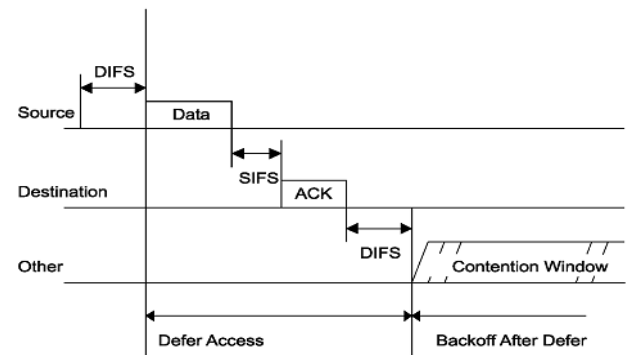 DIFS
Source
Data
SIFS
Destination
ACK
DIFS
Other
Contention Window
Defer Access
Backoff After Defer